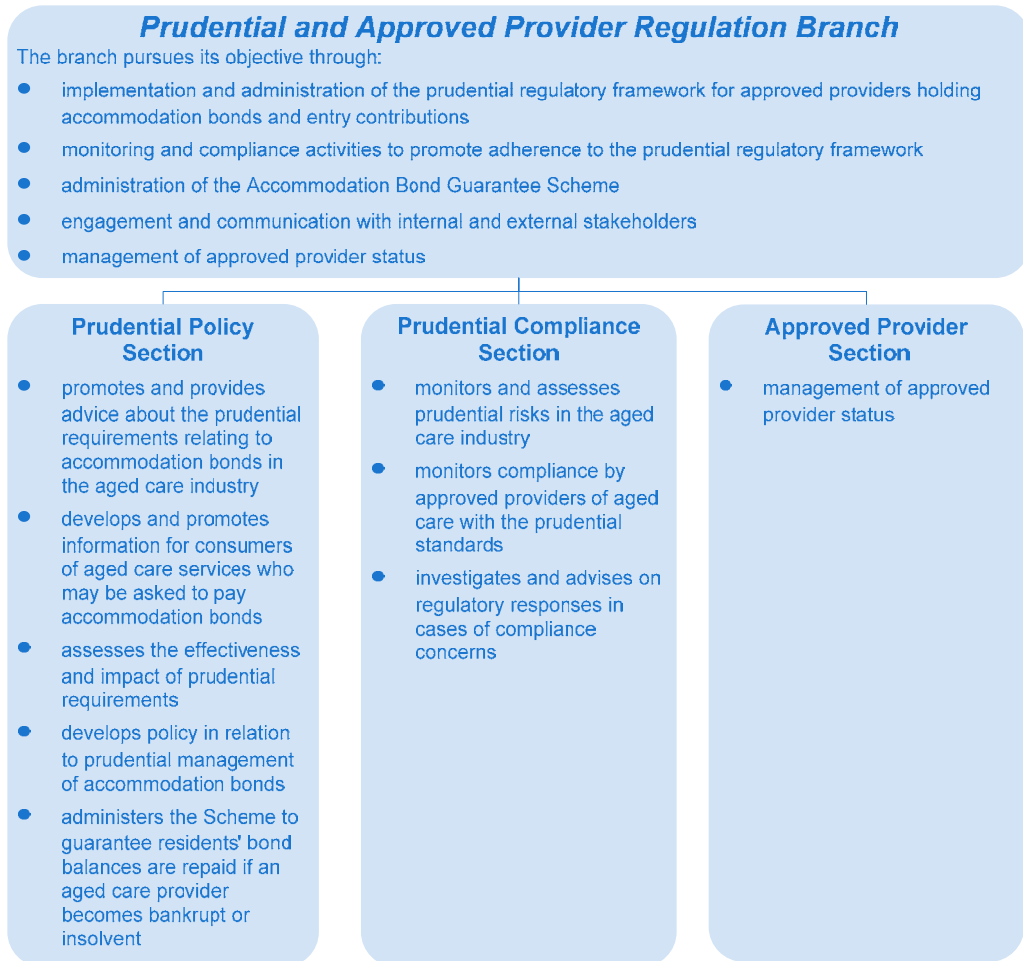 Prudential and Approved Provider Regulation Branch
The branch pursues its objective through:
● implementation and administration of the prudential regulatory framework for approved providers holding
accommodation bonds and entry contributions
● monitoring and compliance activities to promote adherence to the prudential regulatory framework
● administration of the Accommodation Bond Guarantee Scheme
● engagement and communication with internal and external stakeholders
● management of approved provider status
Prudential Policy
Section
● promotes and provides
advice about the prudential
requirements relating to
accommodation bonds in
the aged care industry
● develops and promotes
information for consumers
of aged care services who
may be asked to pay
accommodation bonds
● assesses the effectiveness
and impact of prudential
requirements
● develops policy in relation
to prudential management
of accommodation bonds
● administers the Scheme to
guarantee residents' bond
balances are repaid if an
aged care provider
becomes bankrupt or
insolvent
Prudential Compliance
Section
● monitors and assesses
prudential risks in the aged
care industry
● monitors compliance by
approved providers of aged
care with the prudential
standards
● investigates and advises on
regulatory responses in
cases of compliance
concerns
Approved Provider
Section
● management of approved
provider status